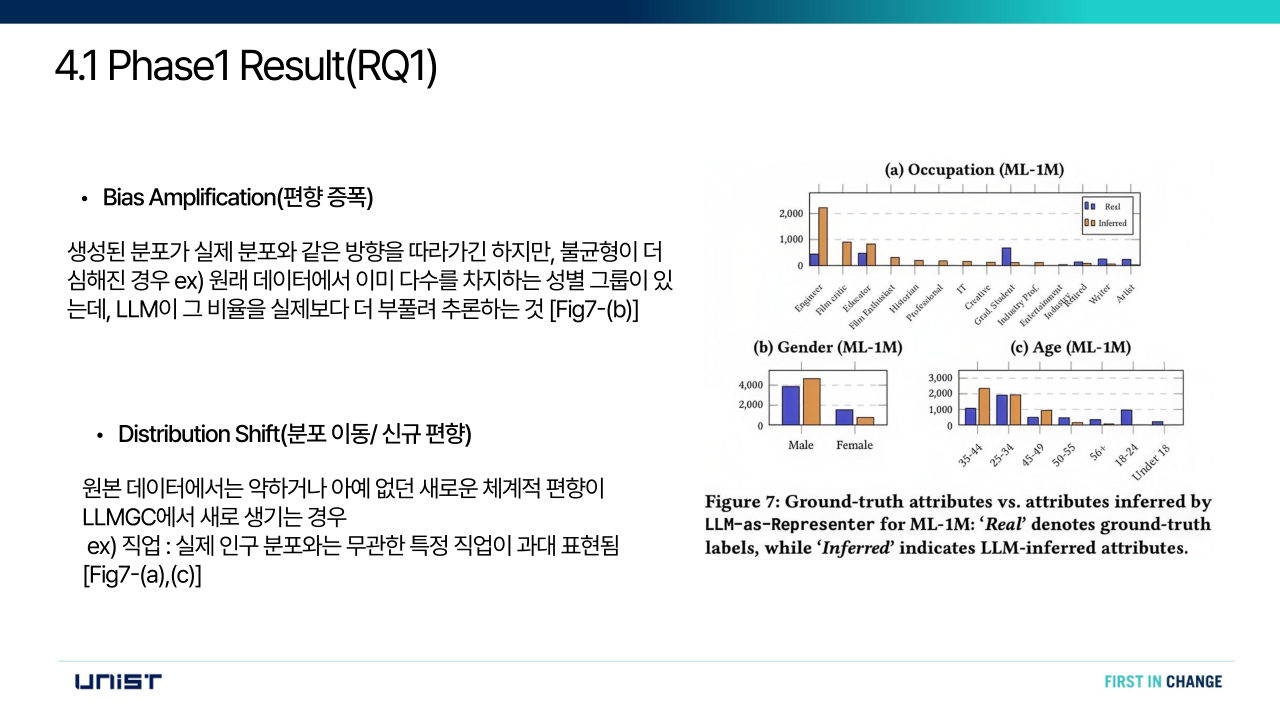 4.1 Phase1 Result(RQ1)
• Bias Amplification(편향 증폭)
생성된 분포가 실제 분포와 같은 방향을 따라가긴 하지만, 불균형이 더
심해진 경우 ex) 원래 데이터에서 이미 다수를 차지하는 성별 그룹이 있
는데, LLM이 그 비율을 실제보다 더 부풀려 추론하는 것 [Fig7-(b)]
• Distribution Shift(분포 이동/ 신규 편향)
원본 데이터에서는 약하거나 아예 없던 새로운 체계적 편향이
LLMGC에서 새로 생기는 경우
ex) 직업 : 실제 인구 분포와는 무관한 특정 직업이 과대 표현됨
[Fig7-(a),(c)]
(a) Occupation (ML-1M)
2,000
1,000
0
Real
Inferred
Engineer
Film critic
Educator
Film Enthusiast
Historian
Professional
IT
Creative
Grad. Student
Industry Prof.
Entertainment
Industry
Retired
Writer
Artist
(b) Gender (ML-1M)
4,000
2,000
0
Male
Female
(c) Age (ML-1M)
3,000
2,000
1,000
0
35-44
25-34
45-49
50-55
56+
18-24
Under 18
Figure 7: Ground-truth attributes vs. attributes inferred by
LLM-as-Representer for ML-1M: ‘Real’ denotes ground-truth
labels, while ‘Inferred’ indicates LLM-inferred attributes.
UNIST
FIRST IN CHANGE